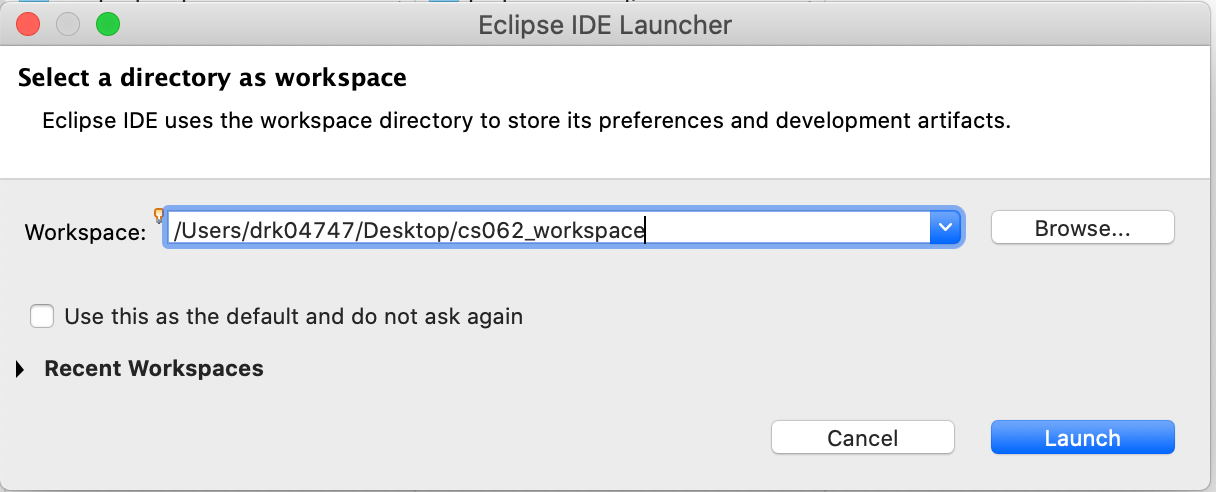 Eclipse IDE Launcher
Select a directory as workspace
Eclipse IDE uses the workspace directory to store its preferences and development artifacts.
Workspace: /Users/drk04747/Desktop/cs062_workspace Browse...
Use this as the default and do not ask again
Recent Workspaces
Cancel Launch